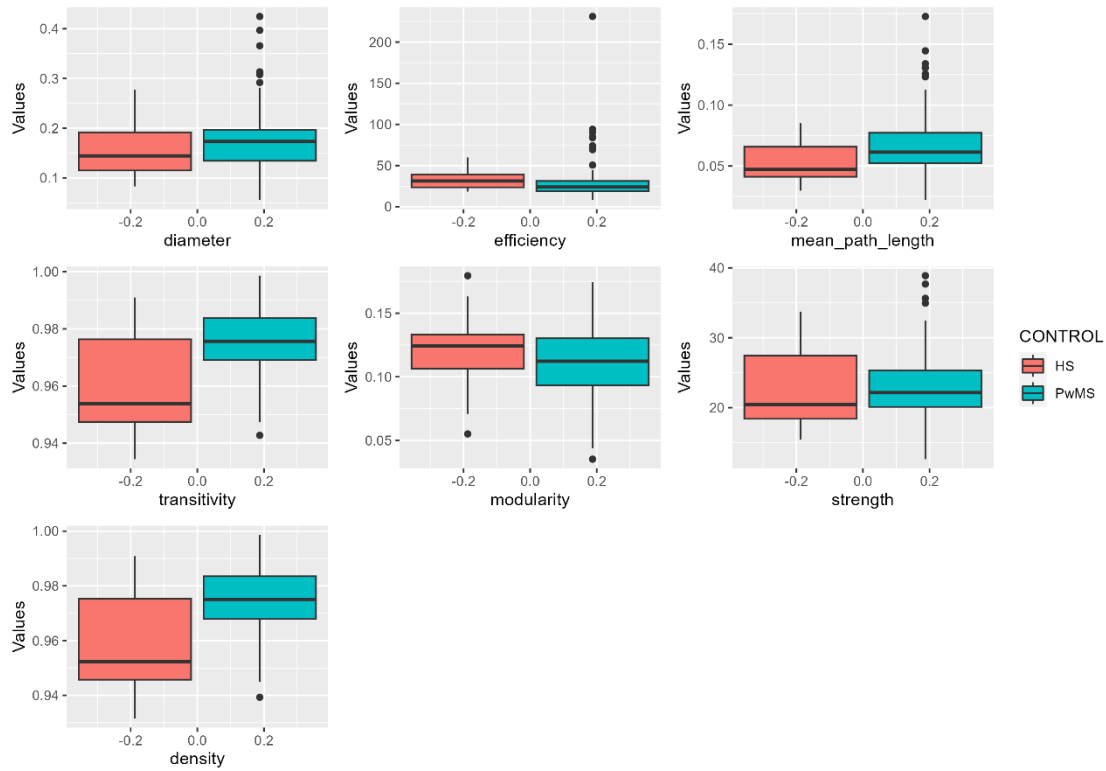 Values
0.4
0.3
0.2
0.1
-0.2 0.0 0.2
diameter
Values
200
150
100
50
0
-0.2 0.0 0.2
efficiency
Values
0.15
0.10
0.05
-0.2 0.0 0.2
mean_path_length
Values
1.00
0.98
0.96
0.94
-0.2 0.0 0.2
transitivity
Values
0.15
0.10
0.05
-0.2 0.0 0.2
modularity
Values
40
30
20
-0.2 0.0 0.2
strength
CONTROL
HS
PwMS
Values
1.00
0.98
0.96
0.94
-0.2 0.0 0.2
density